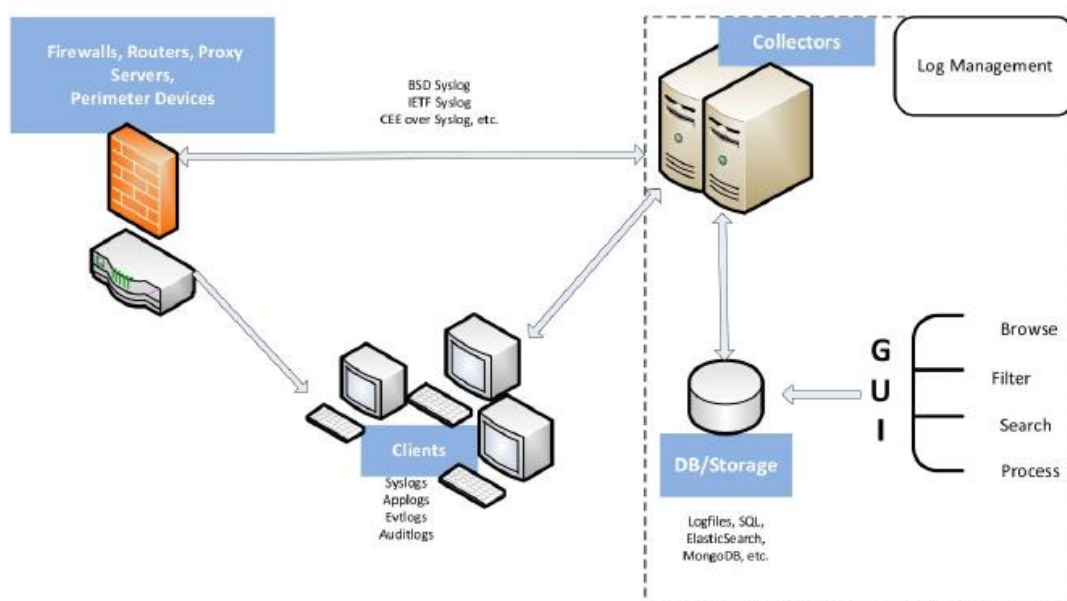 Firewalls, Routers, Proxy
Servers,
Perimeter Devices
BSD Syslog
IETF Syslog
CEE over Syslog, etc.
Collectors
Log Management
Clients
Syslogs
Applogs
Evtlogs
Auditlogs
DB/Storage
Logfiles, SQL,
ElasticSearch,
MongoDB, etc.
G
U
I
Browse
Filter
Search
Process